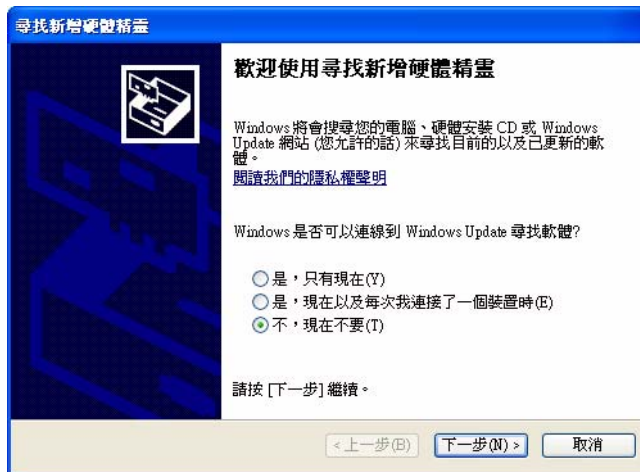 尋找新增硬體精靈
歡迎使用尋找新增硬體精靈
Windows 將會搜尋您的電腦、硬體安裝 CD 或 Windows
Update 網站 (您允許的話) 來尋找目前的以及已更新的軟
體。
閱讀我們的隱私權聲明
Windows 是否可以連線到 Windows Update 尋找軟體?
是，只有現在(Y)
是，現在以及每次我連接了一個裝置時(E)
不，現在不要(T)
請按 [下一步] 繼續。
<上一步(B) 下一步(N)> 取消